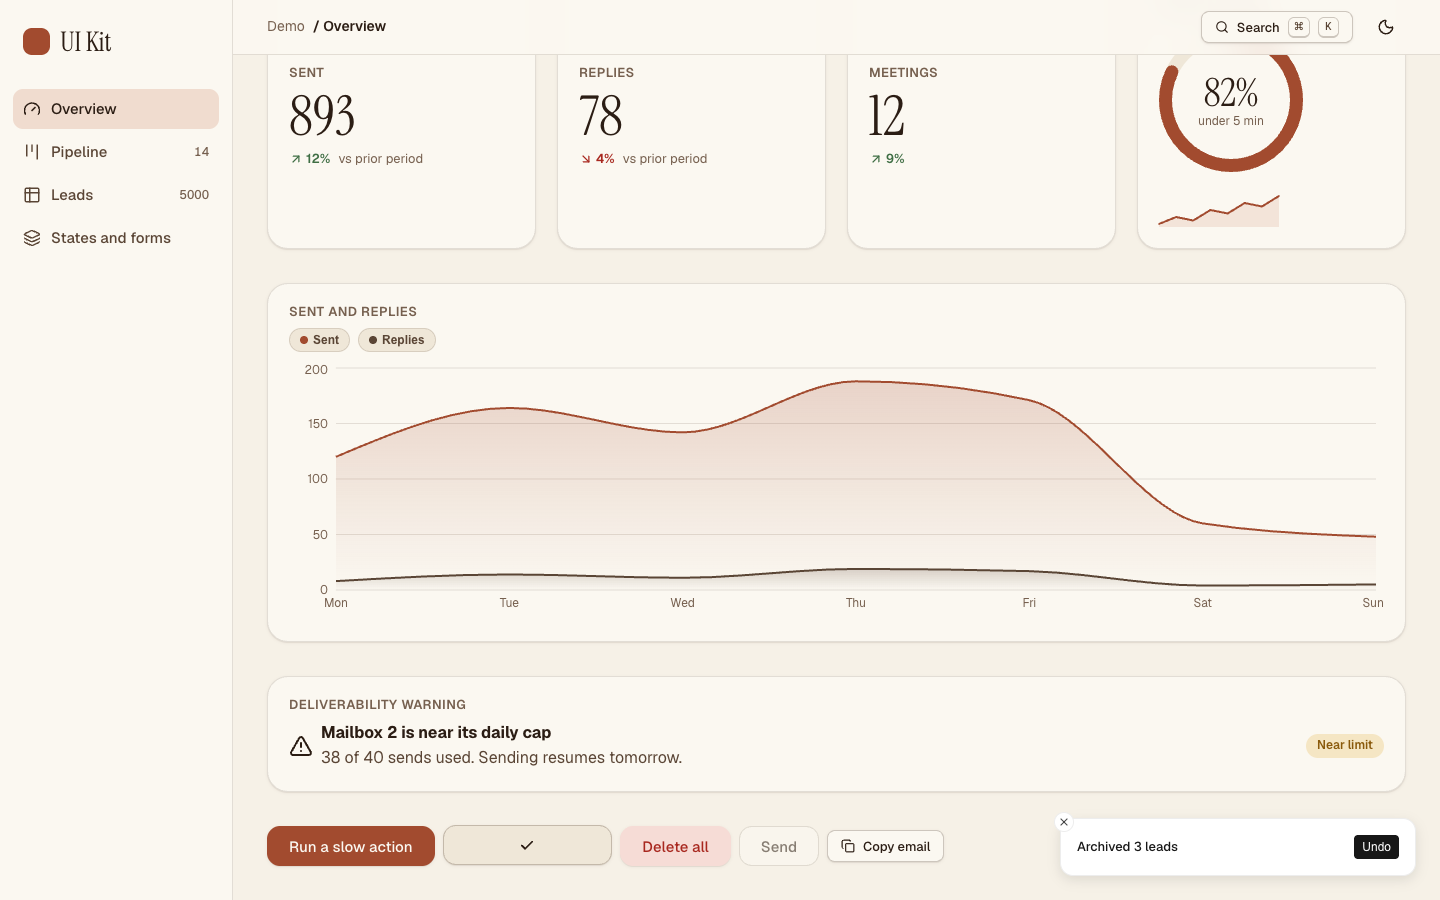 UI Kit
Overview
Pipeline 14
Leads 5000
States and forms
Demo / Overview
Search ⌘ K
SENT
893
12% vs prior period
REPLIES
78
4% vs prior period
MEETINGS
12
9%
82%
under 5 min
SENT AND REPLIES
Sent Replies
200
150
100
50
0
Mon Tue Wed Thu Fri Sat Sun
DELIVERABILITY WARNING
Mailbox 2 is near its daily cap
38 of 40 sends used. Sending resumes tomorrow.
Near limit
Run a slow action Delete all Send Copy email
Archived 3 leads Undo